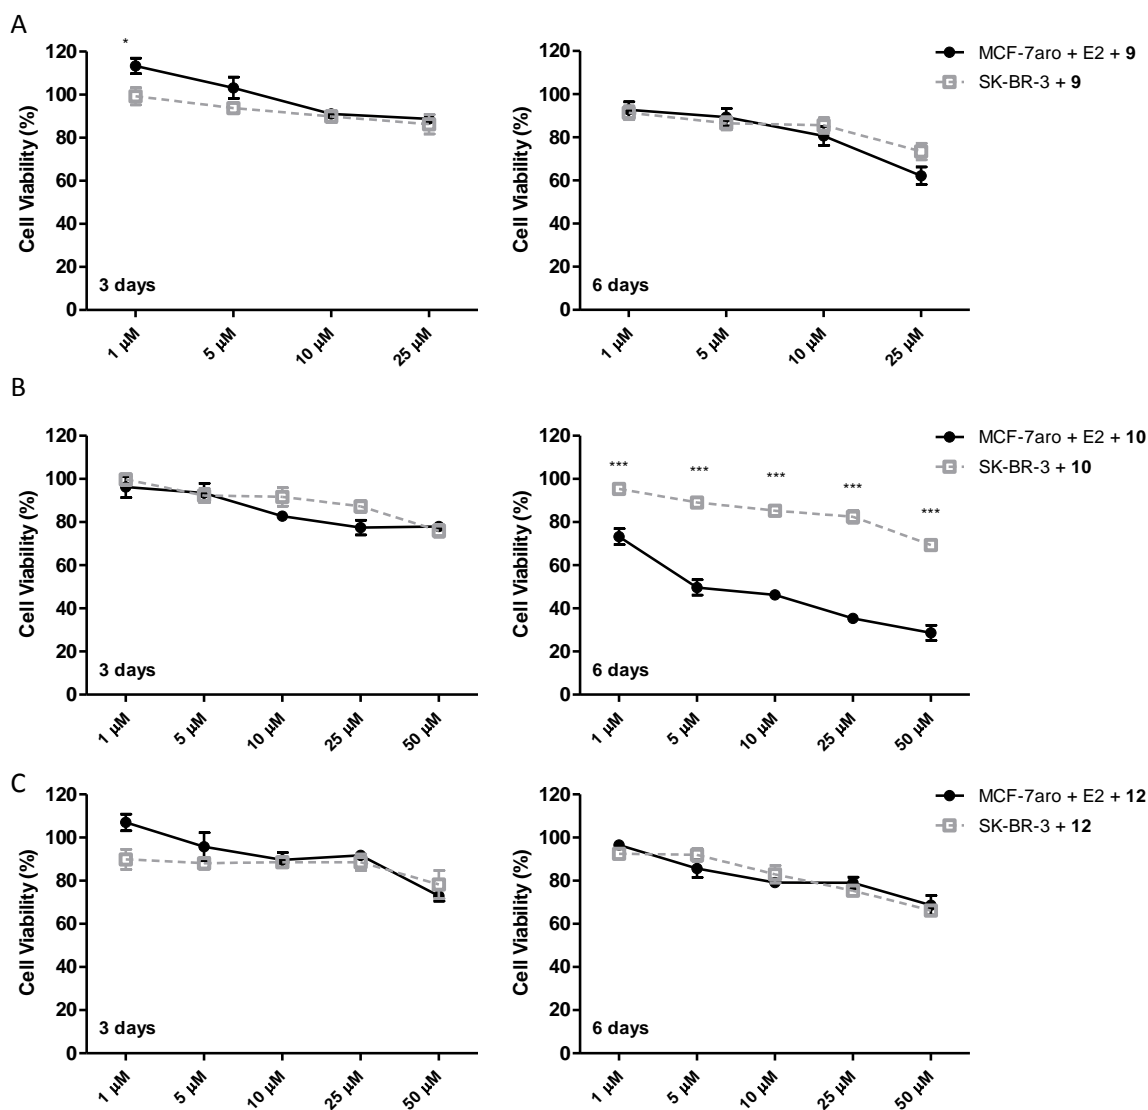 A
Cell Viability (%)
120
100
80
60
40
20
0
*
3 days
1 µM
5 µM
10 µM
25 µM
Cell Viability (%)
120
100
80
60
40
20
0
6 days
1 µM
5 µM
10 µM
25 µM
MCF-7aro + E2 + 9
SK-BR-3 + 9
B
Cell Viability (%)
120
100
80
60
40
20
0
3 days
1 µM
5 µM
10 µM
25 µM
50 µM
Cell Viability (%)
120
100
80
60
40
20
0
***
***
***
***
***
6 days
1 µM
5 µM
10 µM
25 µM
50 µM
MCF-7aro + E2 + 10
SK-BR-3 + 10
C
Cell Viability (%)
120
100
80
60
40
20
0
3 days
1 µM
5 µM
10 µM
25 µM
50 µM
Cell Viability (%)
120
100
80
60
40
20
0
6 days
1 µM
5 µM
10 µM
25 µM
50 µM
MCF-7aro + E2 + 12
SK-BR-3 + 12